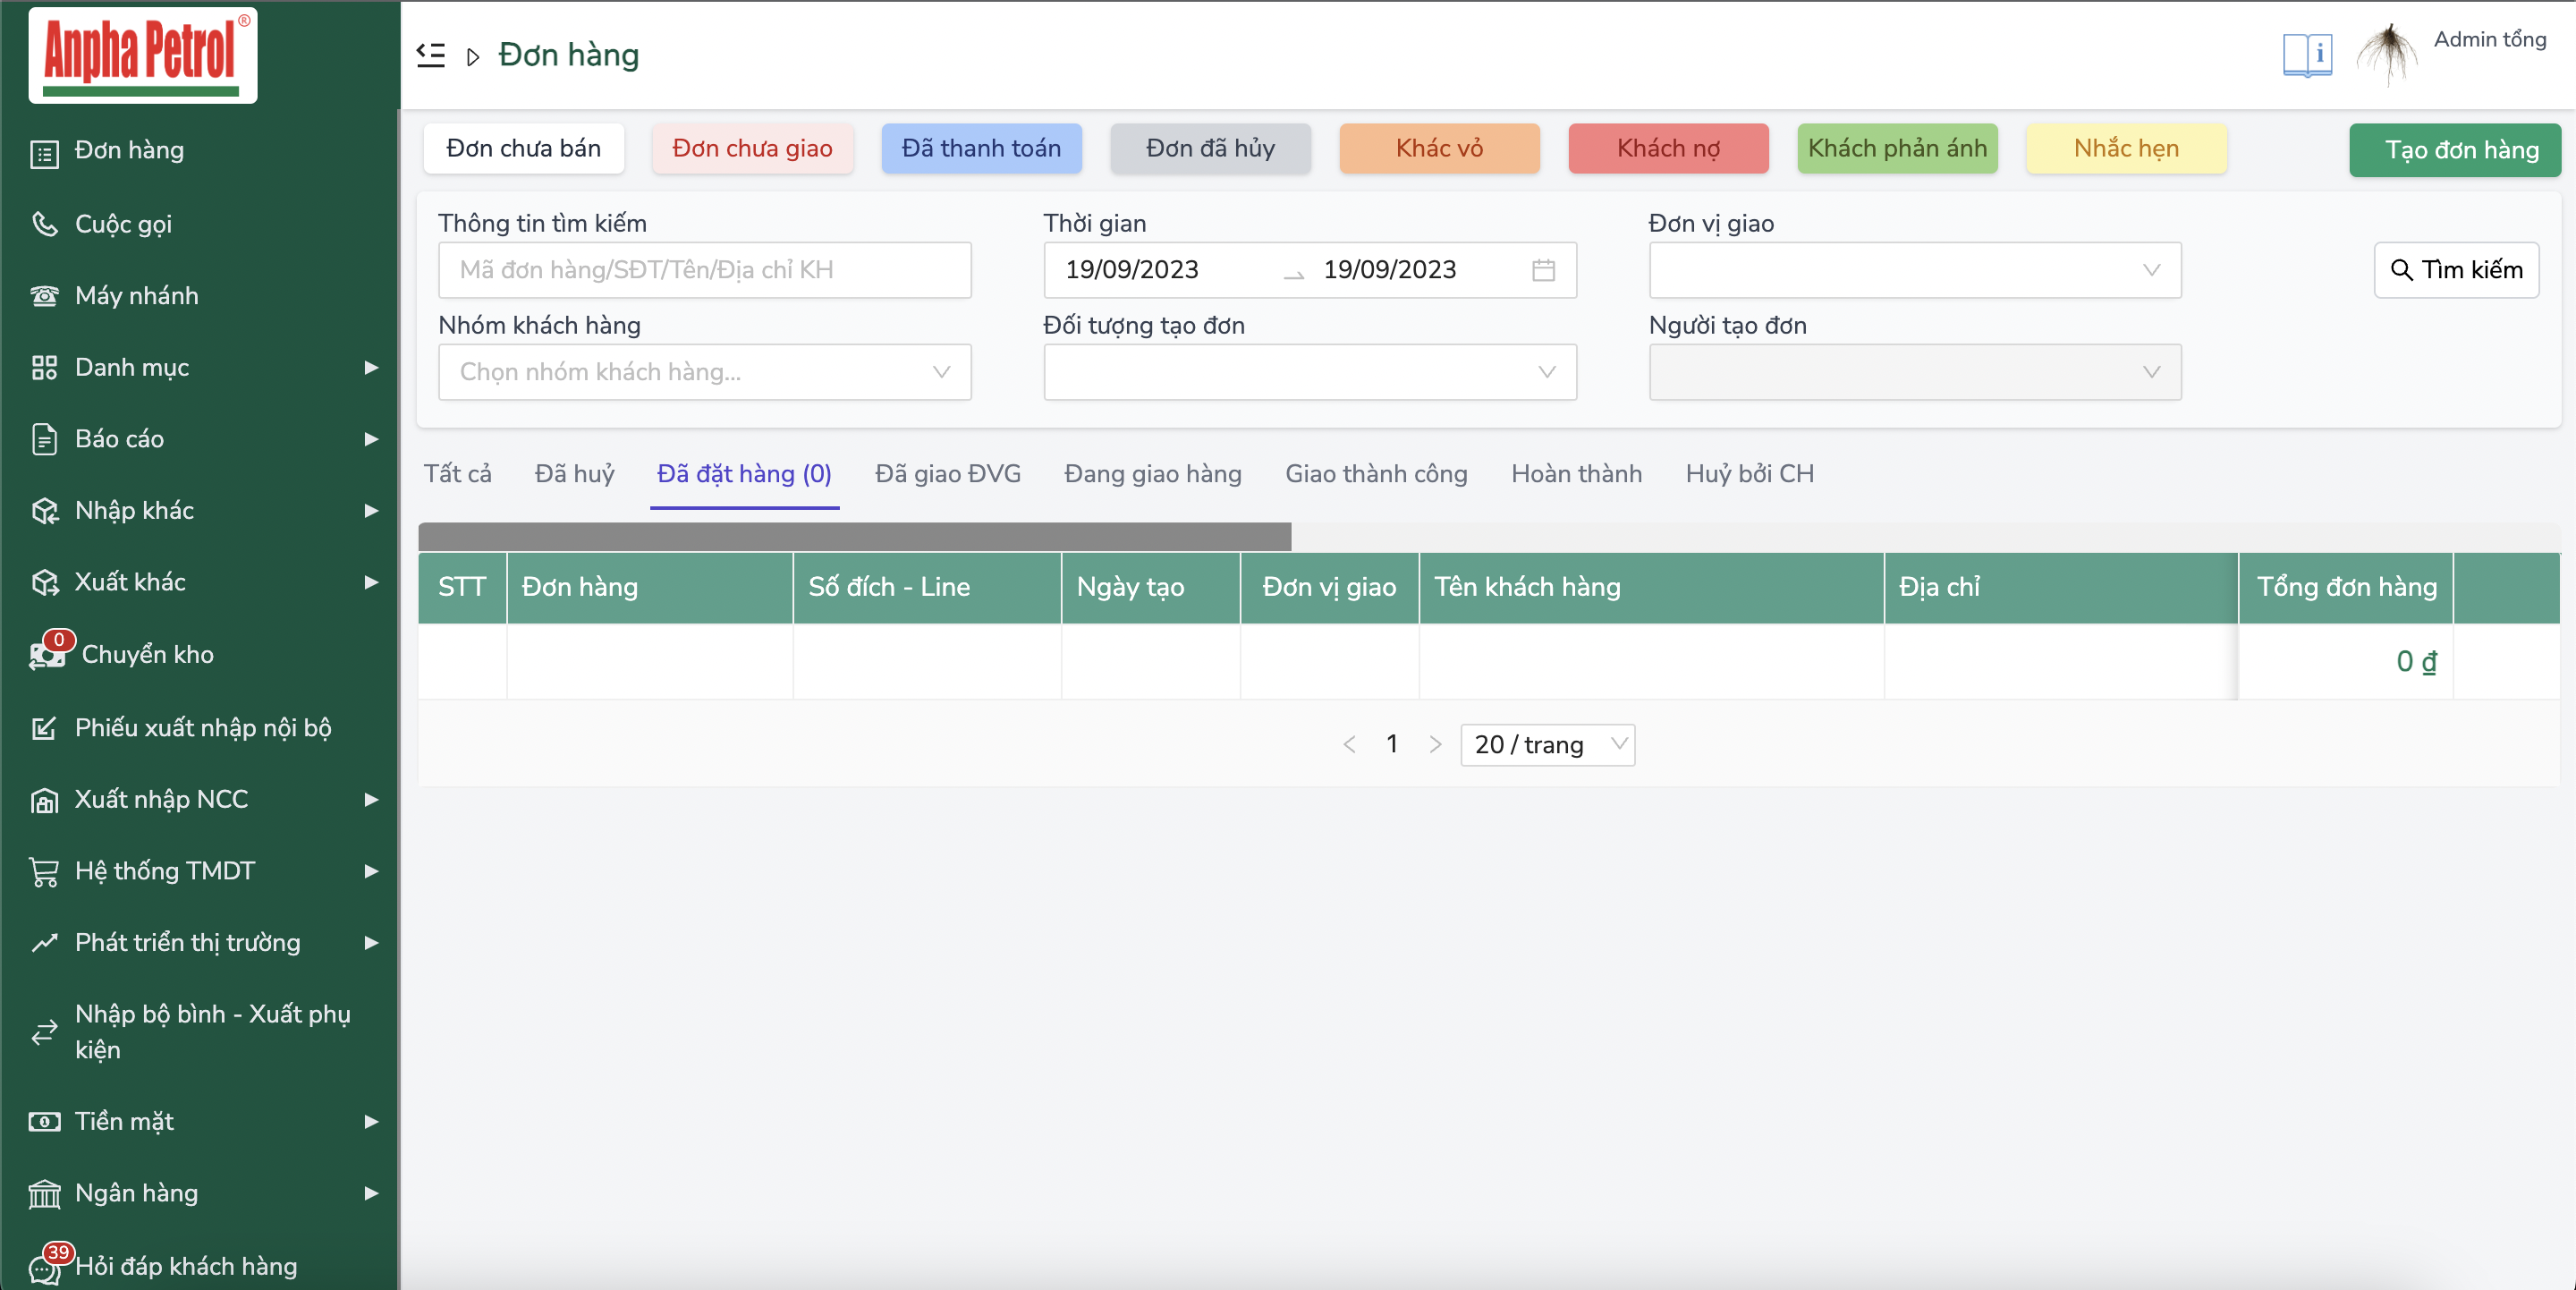 Anpha Petrol®
Đơn hàng
Cuộc gọi
Máy nhánh
Danh mục
Báo cáo
Nhập khác
Xuất khác
0
Chuyển kho
Phiếu xuất nhập nội bộ
Xuất nhập NCC
Hệ thống TMDT
Phát triển thị trường
Nhập bộ bình - Xuất phụ
kiện
Tiền mặt
Ngân hàng
39
Hỏi đáp khách hàng
Đơn hàng
i
Admin tổng
Đơn chưa bán Đơn chưa giao Đã thanh toán Đơn đã hủy Khác vỏ Khách nợ Khách phản ánh Nhắc hẹn Tạo đơn hàng
Thông tin tìm kiếm Thời gian Đơn vị giao
Mã đơn hàng/SĐT/Tên/Địa chỉ KH 19/09/2023 19/09/2023 Tìm kiếm
Nhóm khách hàng Đối tượng tạo đơn Người tạo đơn
Chọn nhóm khách hàng...
Tất cả Đã huỷ Đã đặt hàng (0) Đã giao ĐVG Đang giao hàng Giao thành công Hoàn thành Huỷ bởi CH
STT Đơn hàng Số đích - Line Ngày tạo Đơn vị giao Tên khách hàng Địa chỉ Tổng đơn hàng
0 ₫
1 20 / trang